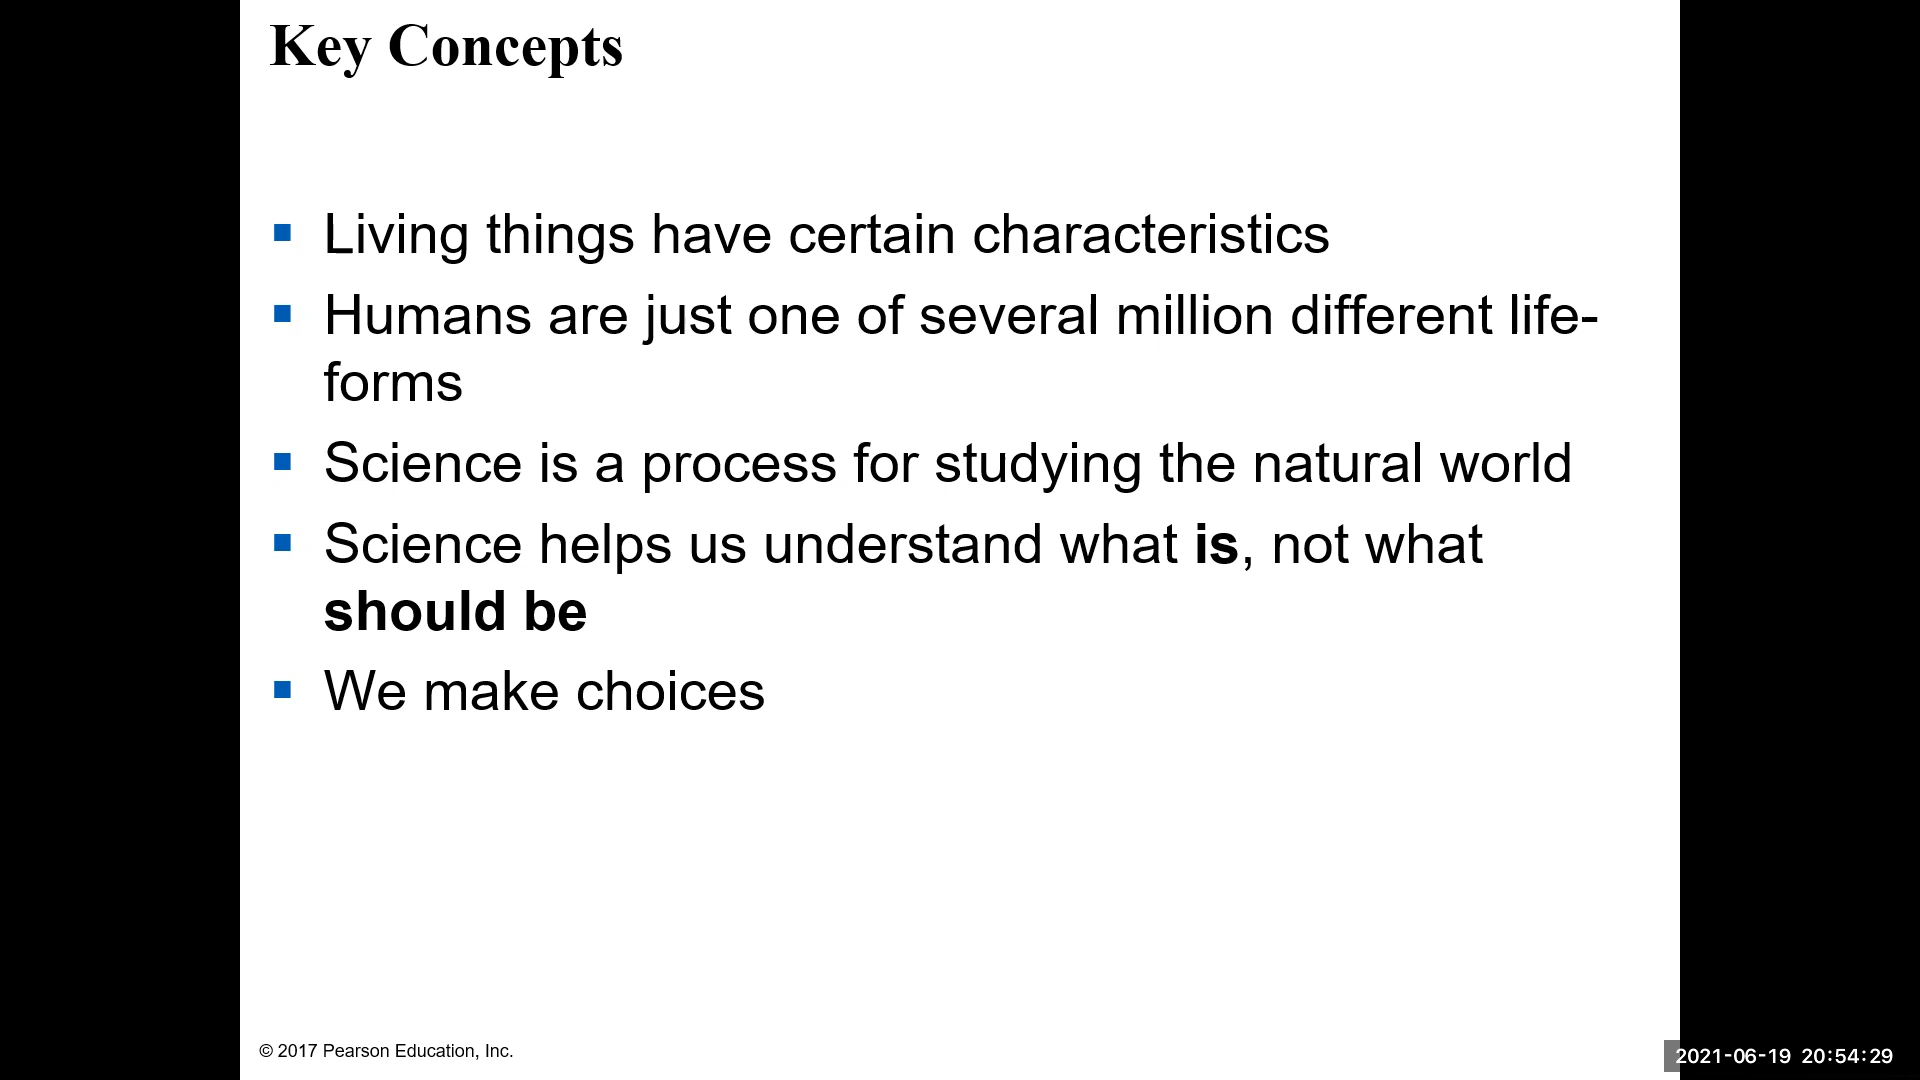 Key Concepts
▪ Living things have certain characteristics
▪ Humans are just one of several million different life-
forms
▪ Science is a process for studying the natural world
▪ Science helps us understand what is, not what
should be
▪ We make choices
© 2017 Pearson Education, Inc.
2021-06-19 20:54:29